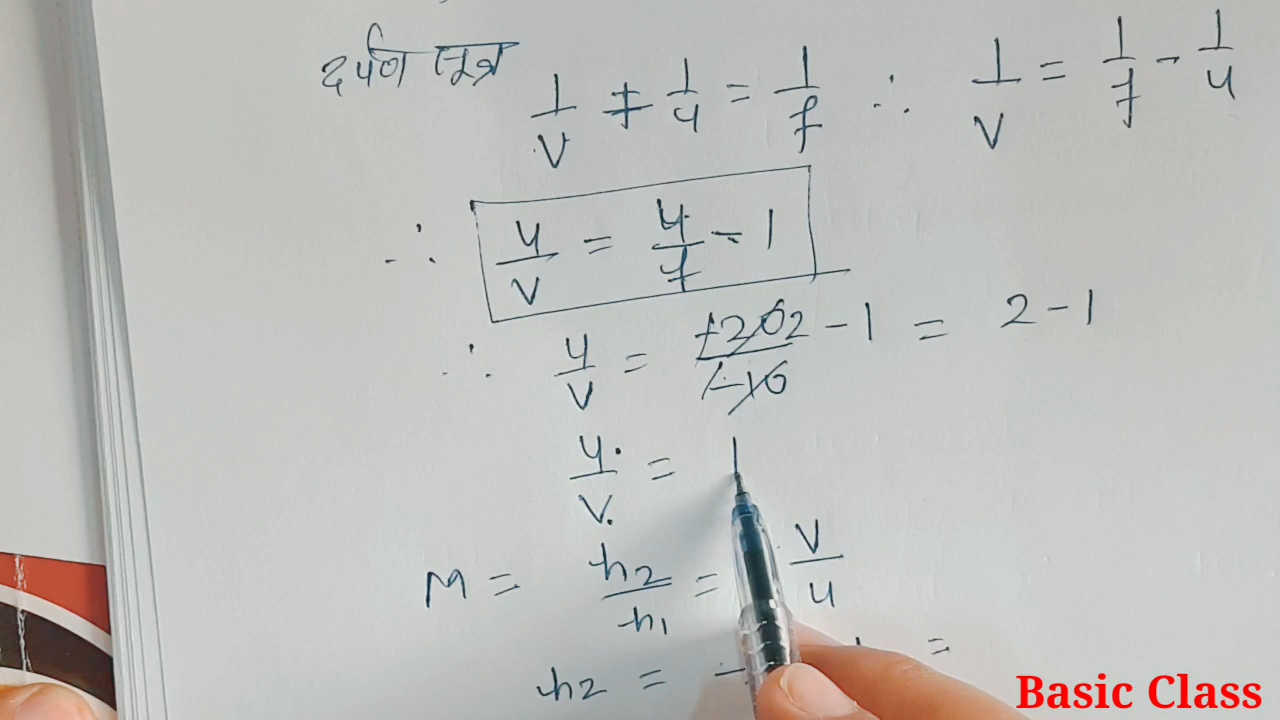 दर्पण सूत्र 1/v + 1/u = 1/f ∴ 1/v = 1/f - 1/u
∴ u/v = u/f - 1
∴ u/v = -20/-10 2 - 1 = 2 - 1
u/v = 1
M = h2/h1 = v/u
h2 =
Basic Class